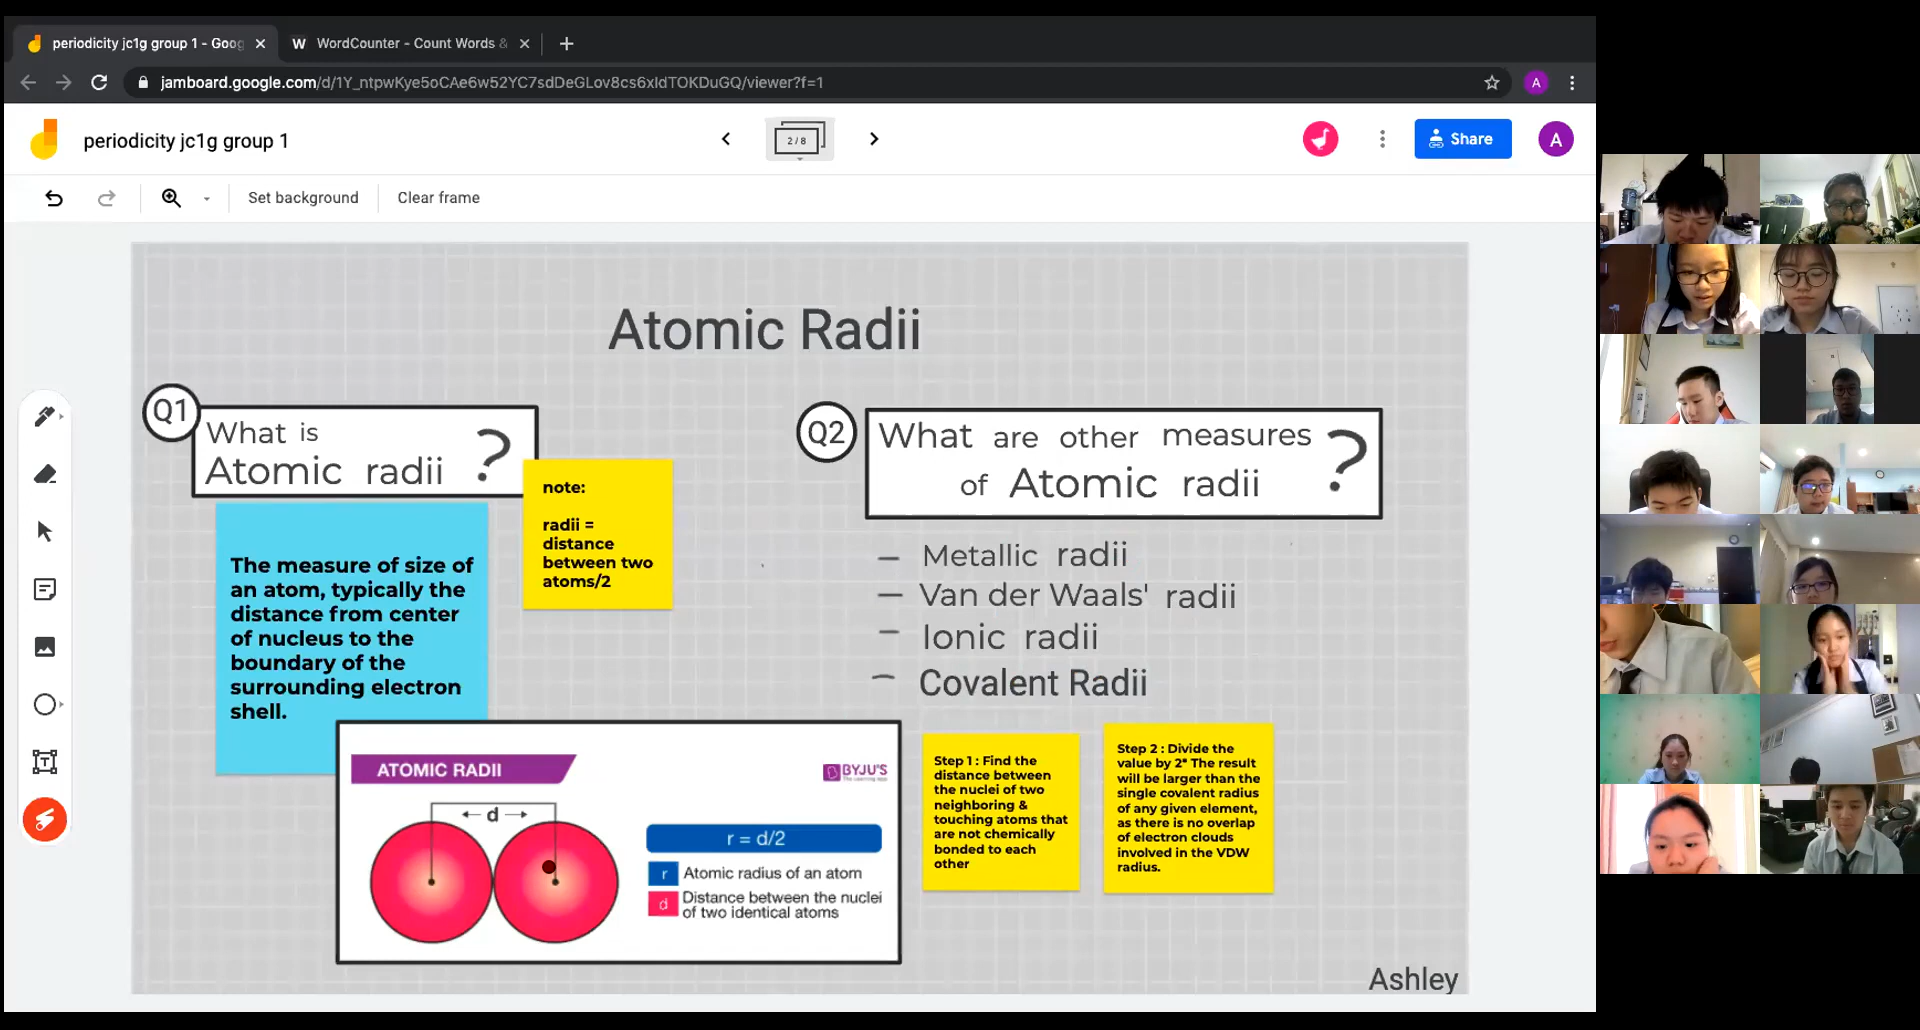 periodicity jc1g group 1 - Goog
WordCounter - Count Words &
jamboard.google.com/d/1Y_ntpwKye5oCAe6w52YC7sdDeGLov8cs6xIdTOKDuGQ/viewer?f=1
A
periodicity jc1g group 1
2 / 8
Share
A
Set background
Clear frame
Atomic Radii
Q1
What is
Atomic radii ?
note:
radii =
distance
between two
atoms/2
The measure of size of
an atom, typically the
distance from center
of nucleus to the
boundary of the
surrounding electron
shell.
ATOMIC RADII
BYJU'S
The Learning App
d
r = d/2
r Atomic radius of an atom
d Distance between the nuclei
of two identical atoms
Q2
What are other measures
of Atomic radii ?
– Metallic radii
– Van der Waals' radii
– Ionic radii
– Covalent Radii
Step 1 : Find the
distance between
the nuclei of two
neighboring &
touching atoms that
are not chemically
bonded to each
other
Step 2 : Divide the
value by 2* The result
will be larger than the
single covalent radius
of any given element,
as there is no overlap
of electron clouds
involved in the VDW
radius.
Ashley